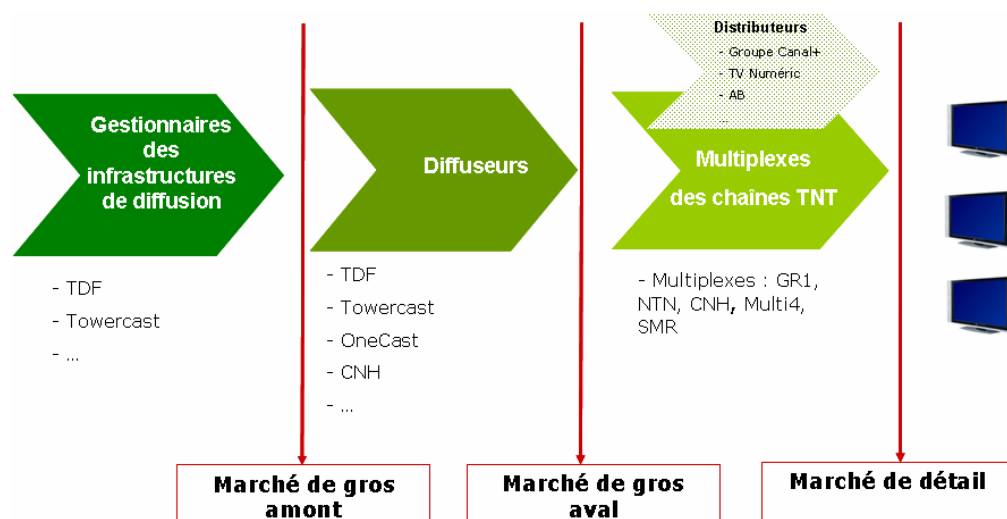 Distributeurs
- Groupe Canal+
- TV Numéric
- AB
...
Gestionnaires
des
infrastructures
de diffusion
Diffuseurs
Multiplexes
des chaînes TNT
- TDF
- Towercast
- ...
- TDF
- Towercast
- OneCast
- CNH
- ...
- Multiplexes : GR1,
NTN, CNH, Multi4,
SMR
Marché de gros
amont
Marché de gros
aval
Marché de détail